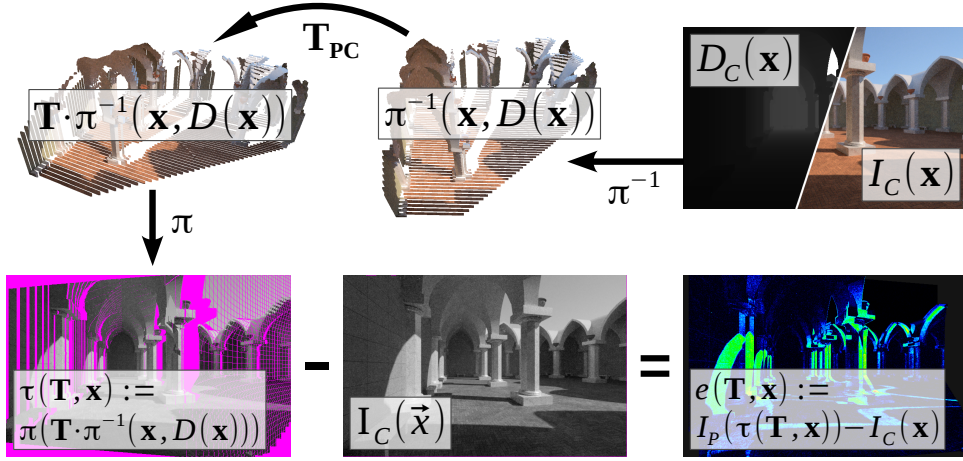 T_PC
T·π⁻¹(x, D(x))
π⁻¹(x, D(x))
D_C(x)
I_C(x)
π⁻¹
π
τ(T, x) :=
π(T·π⁻¹(x, D(x)))
−
I_C(x⃗)
=
e(T, x) :=
I_P(τ(T, x))−I_C(x)